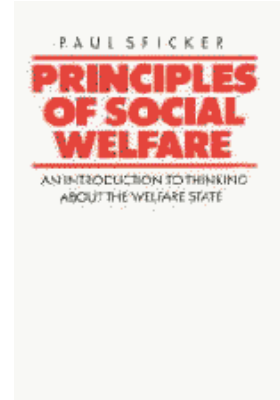 PAUL SPICKER
PRINCIPLES
OF SOCIAL
WELFARE
AN INTRODUCTION TO THINKING
ABOUT THE WELFARE STATE